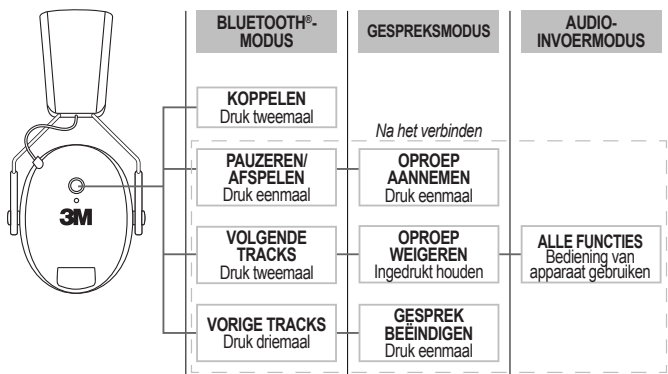 BLUETOOTH®-
MODUS
GESPREKSMODUS
AUDIO-
INVOERMODUS
KOPPELEN
Druk tweemaal
Na het verbinden
PAUZEREN/
AFSPELEN
Druk eenmaal
OPROEP
AANNEMEN
Druk eenmaal
3M
VOLGENDE
TRACKS
Druk tweemaal
OPROEP
WEIGEREN
Ingedrukt houden
ALLE FUNCTIES
Bediening van
apparaat gebruiken
VORIGE TRACKS
Druk driemaal
GESPREK
BEËINDIGEN
Druk eenmaal